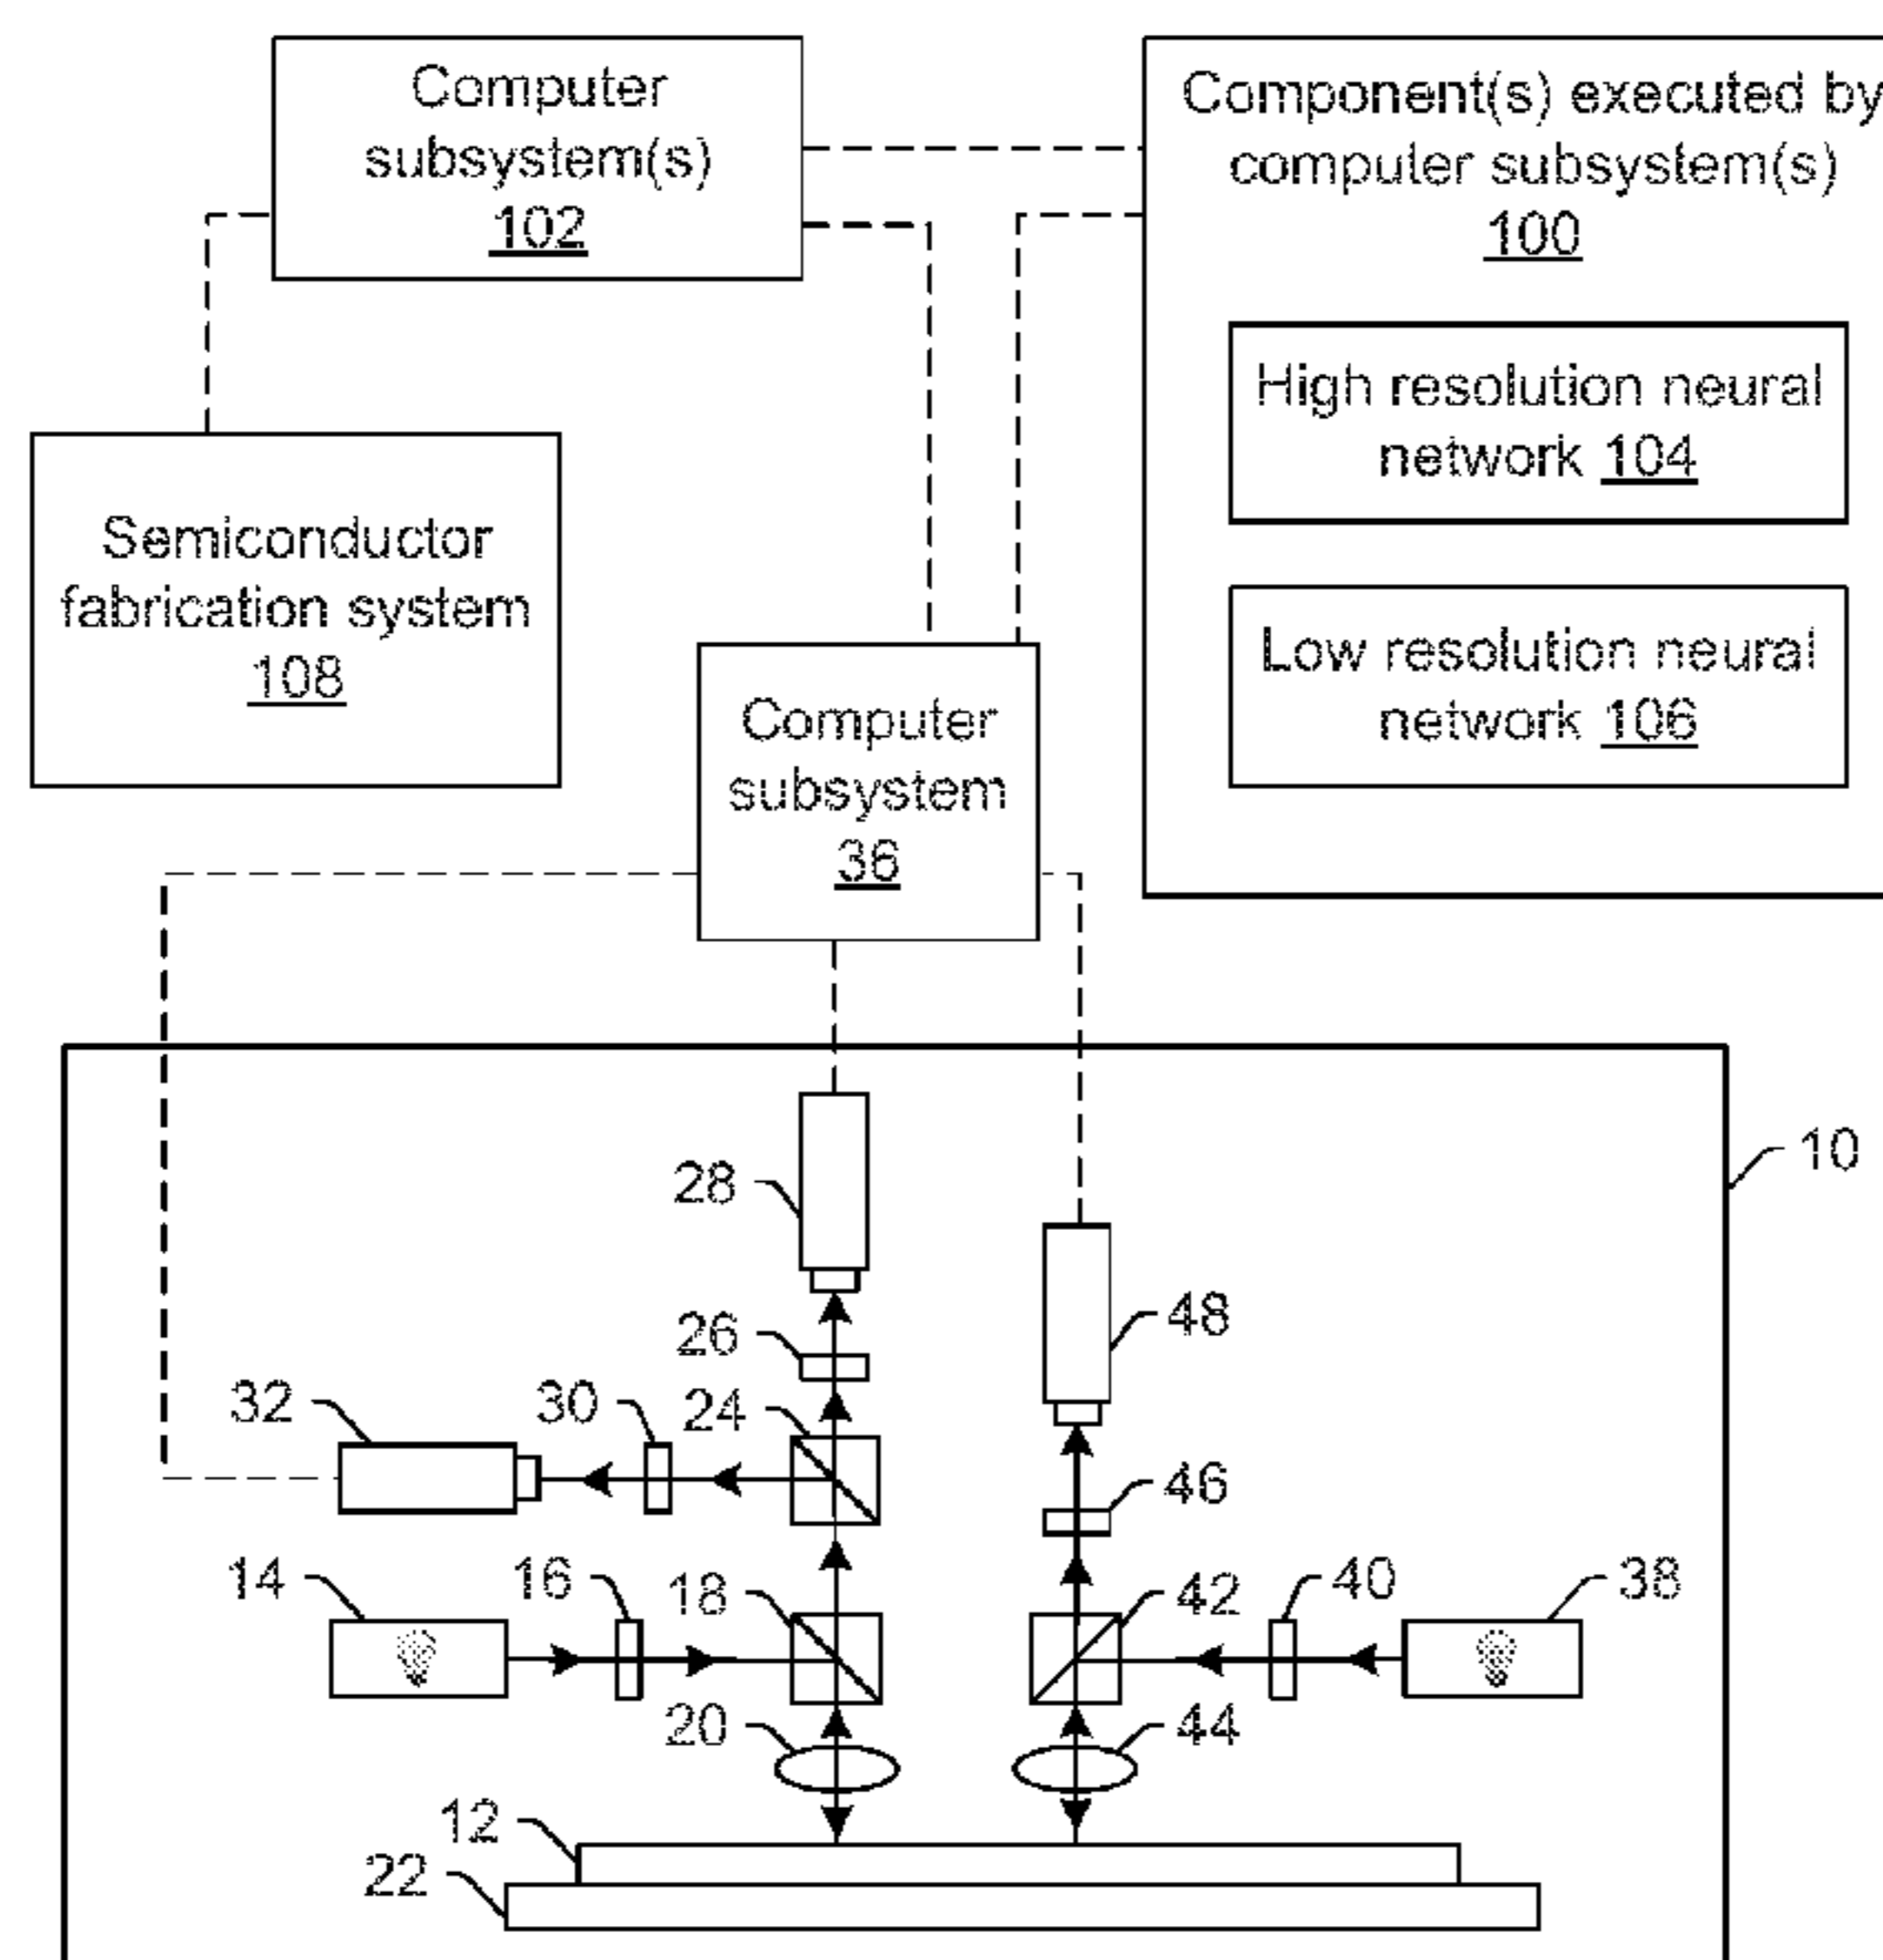 Computer
subsystem(s)
102
Component(s) executed by
computer subsystem(s)
100
High resolution neural
network 104
Low resolution neural
network 106
Semiconductor
fabrication system
108
Computer
subsystem
36
10
28
48
26
32
30
24
46
14
16
18
42
40
38
20
44
12
22